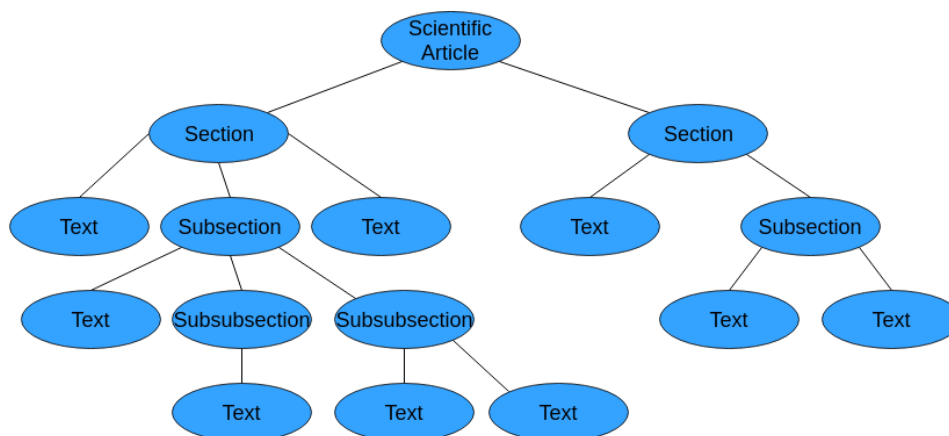 Scientific
Article
Section
Section
Text
Subsection
Text
Text
Subsection
Text
Subsubsection
Subsubsection
Text
Text
Text
Text
Text